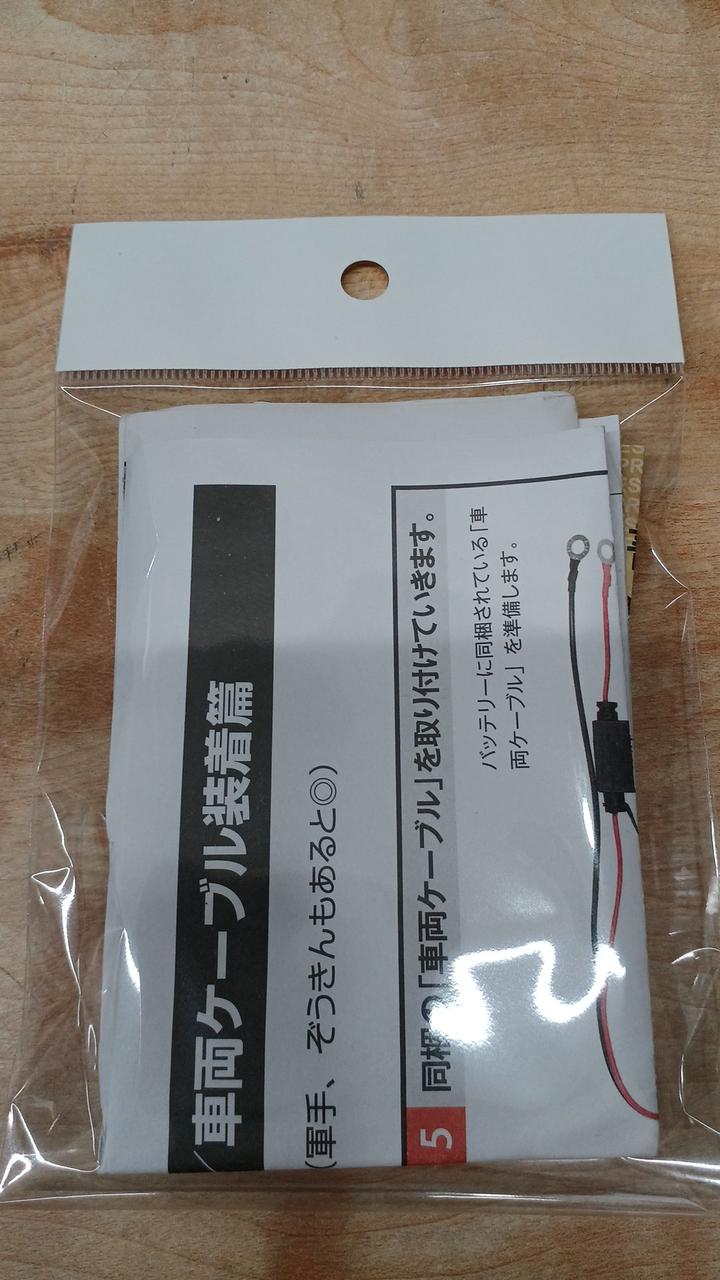 車両ケーブル装着篇
(軍手、ぞうきんもあると◎)
5 同梱の「車両ケーブル」を取り付けていきます。
バッテリーに同梱されている「車
両ケーブル」を準備します。